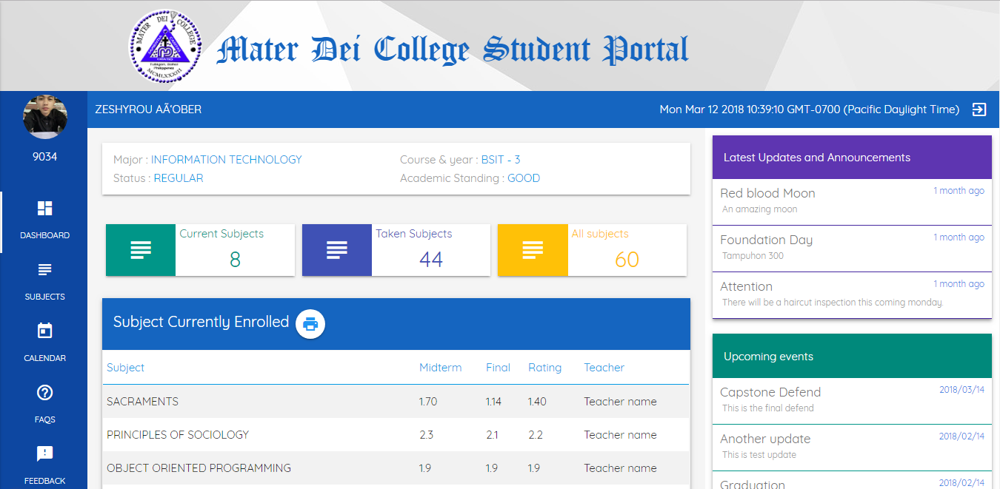 MATER DEI COLLEGE
Tubigon, Bohol
Philippines
MCMLXXXIII
Mater Dei College Student Portal
ZESHYROU AÃ‘OBER
Mon Mar 12 2018 10:39:10 GMT-0700 (Pacific Daylight Time)
9034
DASHBOARD
SUBJECTS
CALENDAR
FAQS
FEEDBACK
Major : INFORMATION TECHNOLOGY
Course & year : BSIT - 3
Status : REGULAR
Academic Standing : GOOD
Current Subjects
8
Taken Subjects
44
All subjects
60
Subject Currently Enrolled
Subject Midterm Final Rating Teacher
SACRAMENTS 1.70 1.14 1.40 Teacher name
PRINCIPLES OF SOCIOLOGY 2.3 2.1 2.2 Teacher name
OBJECT ORIENTED PROGRAMMING 1.9 1.9 1.9 Teacher name
Latest Updates and Announcements
Red blood Moon 1 month ago
An amazing moon
Foundation Day 1 month ago
Tampuhon 300
Attention 1 month ago
There will be a haircut inspection this coming monday.
Upcoming events
Capstone Defend 2018/03/14
This is the final defend
Another update 2018/02/14
This is test update
Graduation 2018/02/14